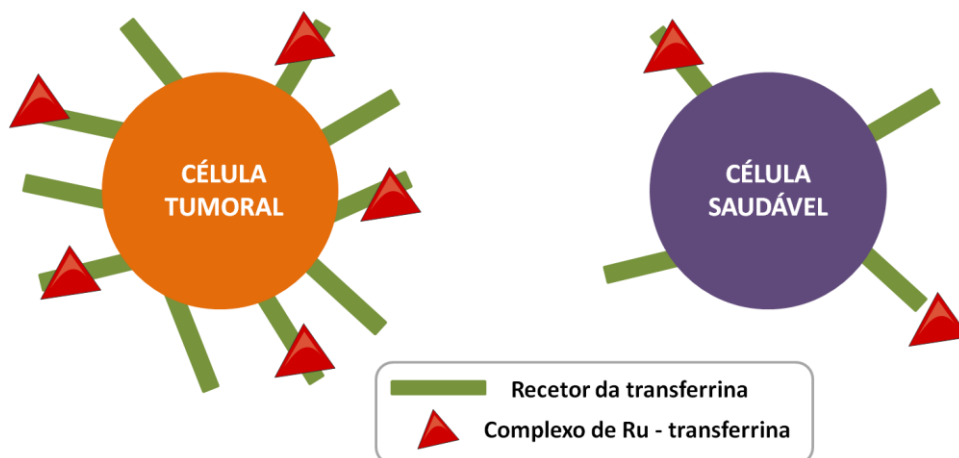 CÉLULA
TUMORAL
CÉLULA
SAUDÁVEL
Recetor da transferrina
Complexo de Ru - transferrina